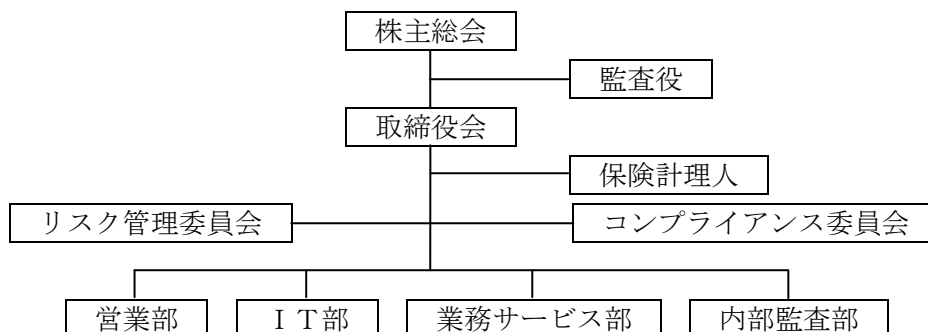 株主総会
監査役
取締役会
保険計理人
リスク管理委員会
コンプライアンス委員会
営業部
ＩＴ部
業務サービス部
内部監査部